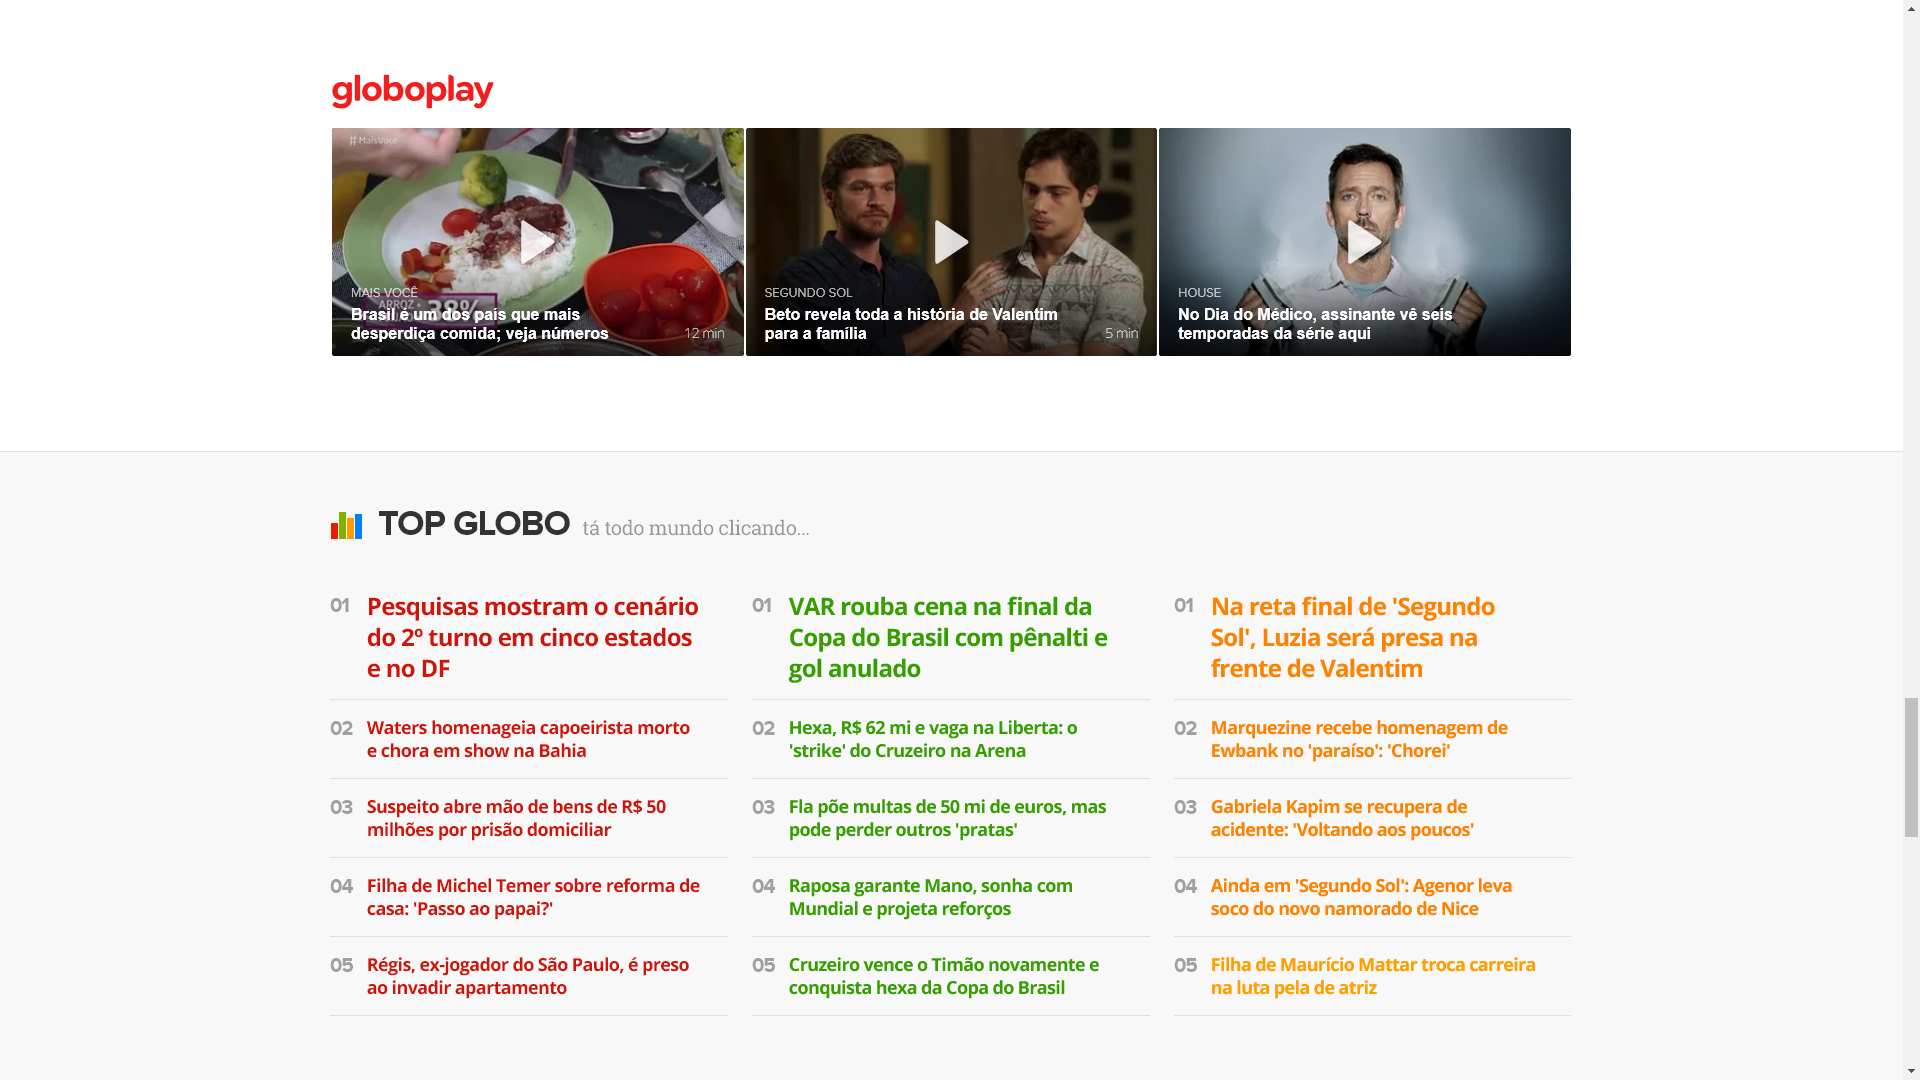 globoplay
#MaisVocê
ARROZ
38%
MAIS VOCÊ
Brasil é um dos país que mais
desperdiça comida; veja números
12 min
SEGUNDO SOL
Beto revela toda a história de Valentim
para a família
5 min
HOUSE
No Dia do Médico, assinante vê seis
temporadas da série aqui
TOP GLOBO tá todo mundo clicando...
01 Pesquisas mostram o cenário
do 2º turno em cinco estados
e no DF
02 Waters homenageia capoeirista morto
e chora em show na Bahia
03 Suspeito abre mão de bens de R$ 50
milhões por prisão domiciliar
04 Filha de Michel Temer sobre reforma de
casa: 'Passo ao papai?'
05 Régis, ex-jogador do São Paulo, é preso
ao invadir apartamento
01 VAR rouba cena na final da
Copa do Brasil com pênalti e
gol anulado
02 Hexa, R$ 62 mi e vaga na Liberta: o
'strike' do Cruzeiro na Arena
03 Fla põe multas de 50 mi de euros, mas
pode perder outros 'pratas'
04 Raposa garante Mano, sonha com
Mundial e projeta reforços
05 Cruzeiro vence o Timão novamente e
conquista hexa da Copa do Brasil
01 Na reta final de 'Segundo
Sol', Luzia será presa na
frente de Valentim
02 Marquezine recebe homenagem de
Ewbank no 'paraíso': 'Chorei'
03 Gabriela Kapim se recupera de
acidente: 'Voltando aos poucos'
04 Ainda em 'Segundo Sol': Agenor leva
soco do novo namorado de Nice
05 Filha de Maurício Mattar troca carreira
na luta pela de atriz